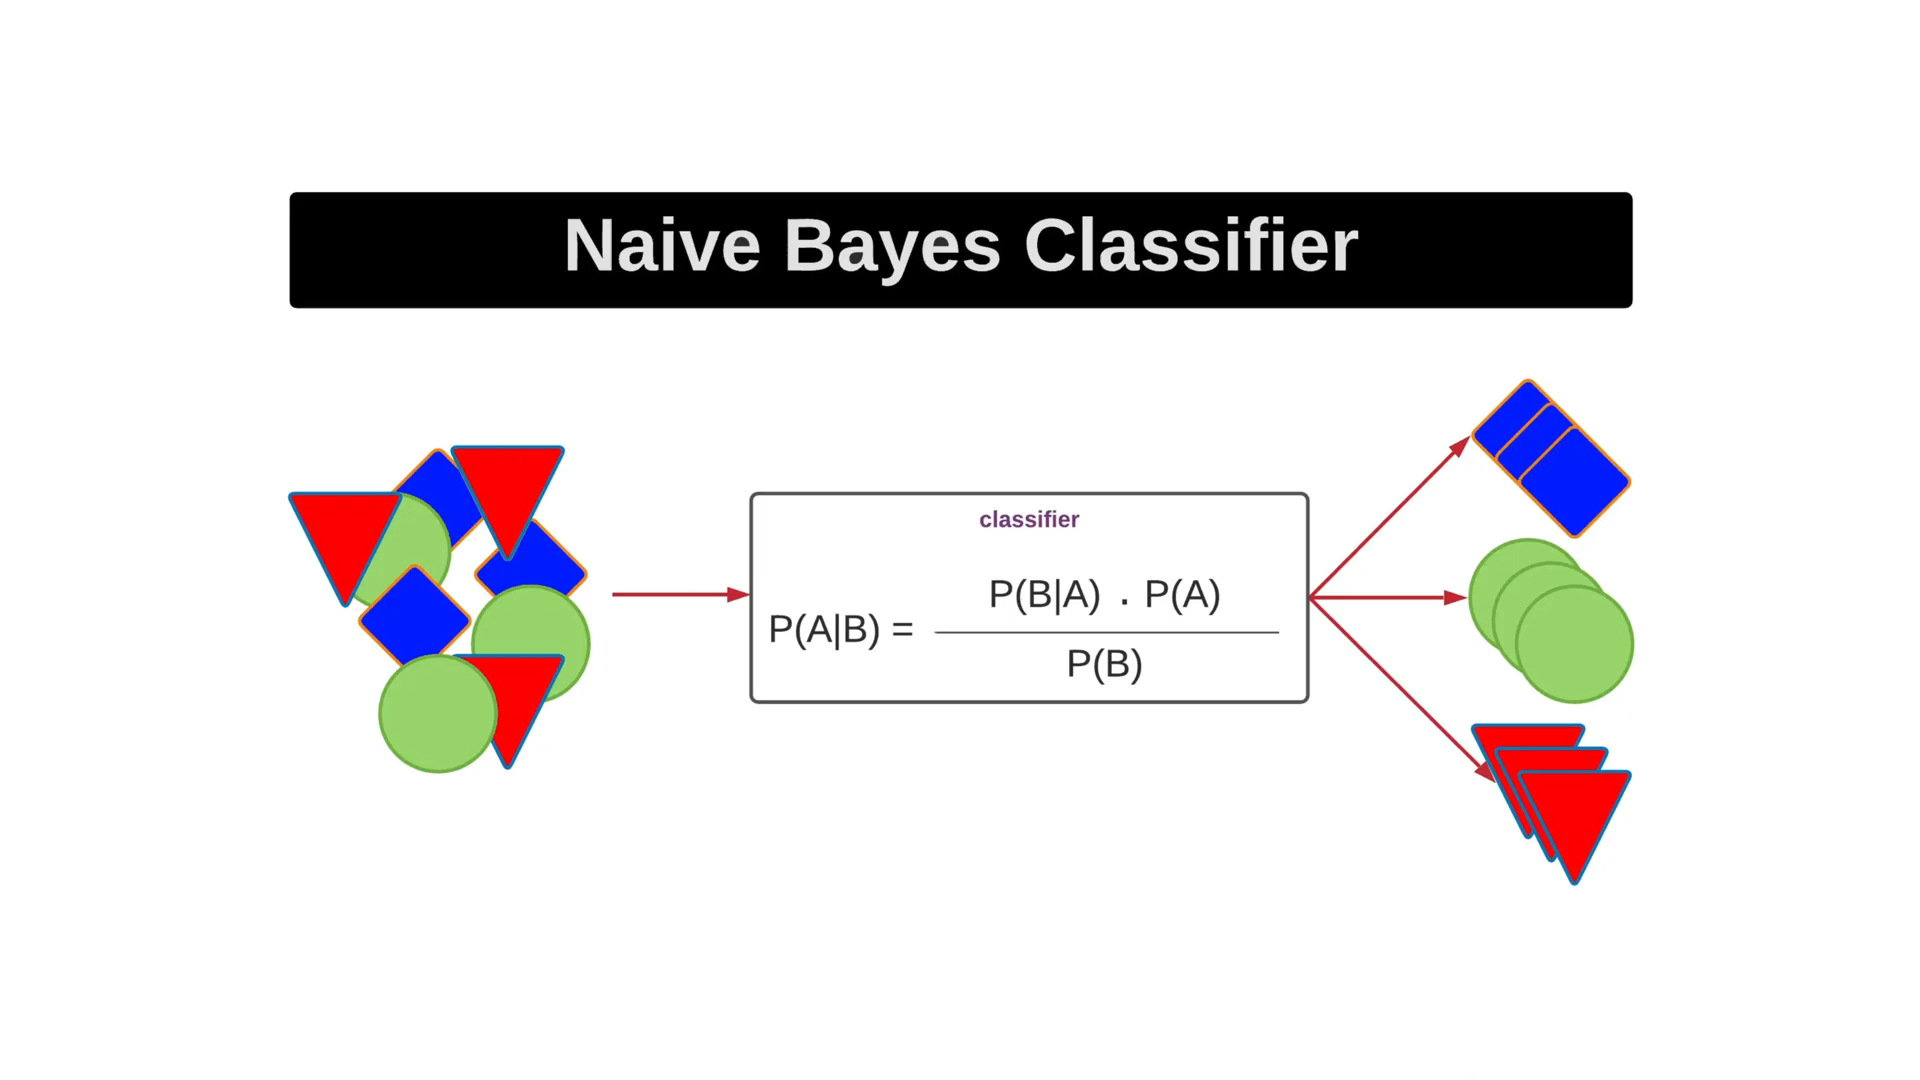 Naive Bayes Classifier
classifier
P(B|A) . P(A)
P(A|B) =
P(B)